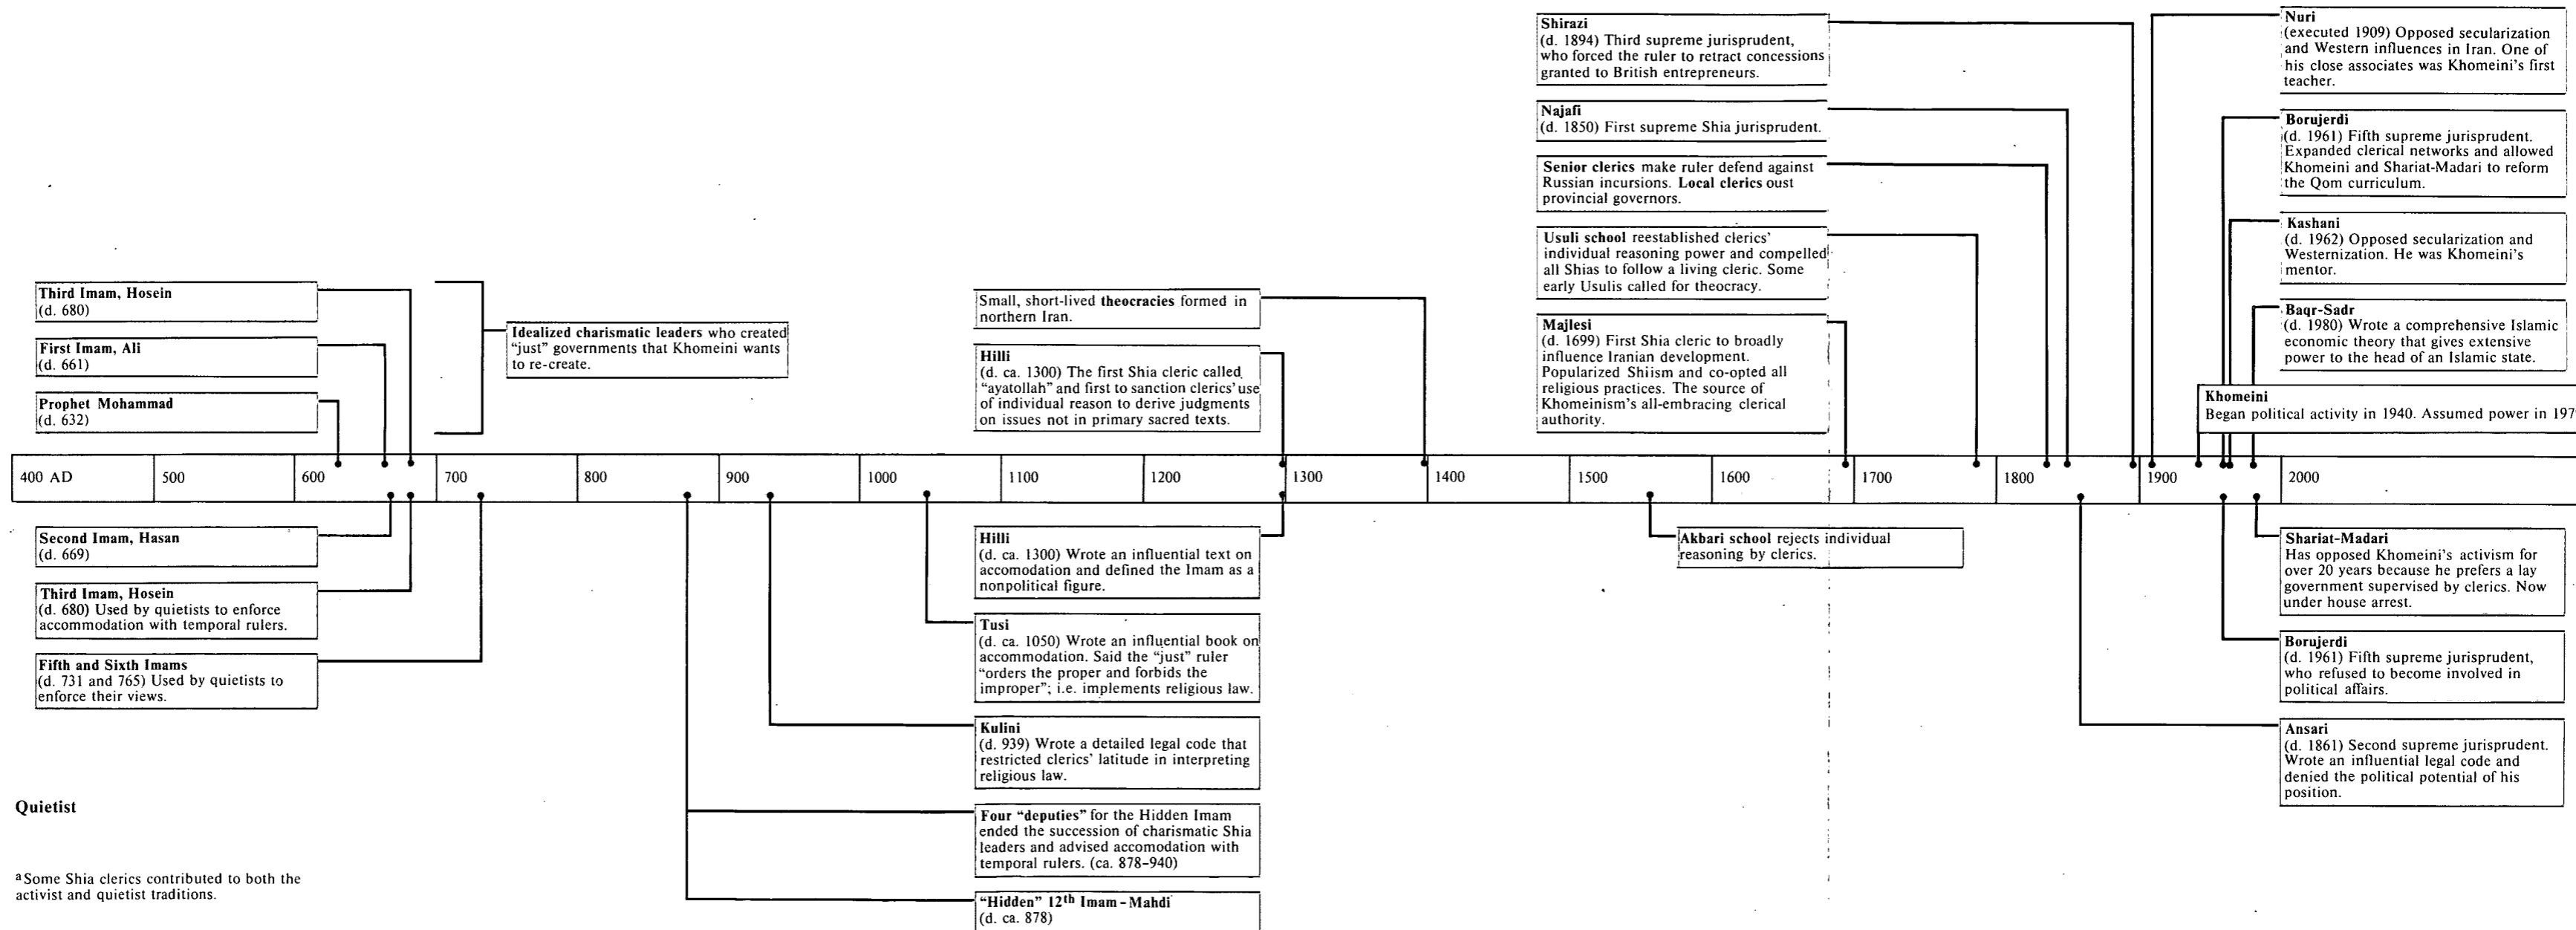 Third Imam, Hosein
(d. 680)
First Imam, Ali
(d. 661)
Prophet Mohammad
(d. 632)
Idealized charismatic leaders who created
“just” governments that Khomeini wants
to re-create.
Small, short-lived theocracies formed in
northern Iran.
Hilli
(d. ca. 1300) The first Shia cleric called
“ayatollah” and first to sanction clerics’ use
of individual reason to derive judgments
on issues not in primary sacred texts.
Shirazi
(d. 1894) Third supreme jurisprudent,
who forced the ruler to retract concessions
granted to British entrepreneurs.
Najafi
(d. 1850) First supreme Shia jurisprudent.
Senior clerics make ruler defend against
Russian incursions. Local clerics oust
provincial governors.
Usuli school reestablished clerics’
individual reasoning power and compelled
all Shias to follow a living cleric. Some
early Usulis called for theocracy.
Majlesi
(d. 1699) First Shia cleric to broadly
influence Iranian development.
Popularized Shiism and co-opted all
religious practices. The source of
Khomeinism’s all-embracing clerical
authority.
Nuri
(executed 1909) Opposed secularization
and Western influences in Iran. One of
his close associates was Khomeini’s first
teacher.
Borujerdi
(d. 1961) Fifth supreme jurisprudent.
Expanded clerical networks and allowed
Khomeini and Shariat-Madari to reform
the Qom curriculum.
Kashani
(d. 1962) Opposed secularization and
Westernization. He was Khomeini’s
mentor.
Baqr-Sadr
(d. 1980) Wrote a comprehensive Islamic
economic theory that gives extensive
power to the head of an Islamic state.
Khomeini
Began political activity in 1940. Assumed power in 197
400 AD 500 600 700 800 900 1000 1100 1200 1300 1400 1500 1600 1700 1800 1900 2000
Second Imam, Hasan
(d. 669)
Third Imam, Hosein
(d. 680) Used by quietists to enforce
accommodation with temporal rulers.
Fifth and Sixth Imams
(d. 731 and 765) Used by quietists to
enforce their views.
Hilli
(d. ca. 1300) Wrote an influential text on
accomodation and defined the Imam as a
nonpolitical figure.
Tusi
(d. ca. 1050) Wrote an influential book on
accommodation. Said the “just” ruler
“orders the proper and forbids the
improper”; i.e. implements religious law.
Kulini
(d. 939) Wrote a detailed legal code that
restricted clerics’ latitude in interpreting
religious law.
Four “deputies” for the Hidden Imam
ended the succession of charismatic Shia
leaders and advised accomodation with
temporal rulers. (ca. 878–940)
“Hidden” 12th Imam–Mahdi
(d. ca. 878)
Akbari school rejects individual
reasoning by clerics.
Shariat-Madari
Has opposed Khomeini’s activism for
over 20 years because he prefers a lay
government supervised by clerics. Now
under house arrest.
Borujerdi
(d. 1961) Fifth supreme jurisprudent,
who refused to become involved in
political affairs.
Ansari
(d. 1861) Second supreme jurisprudent.
Wrote an influential legal code and
denied the political potential of his
position.
Quietist
a Some Shia clerics contributed to both the
activist and quietist traditions.